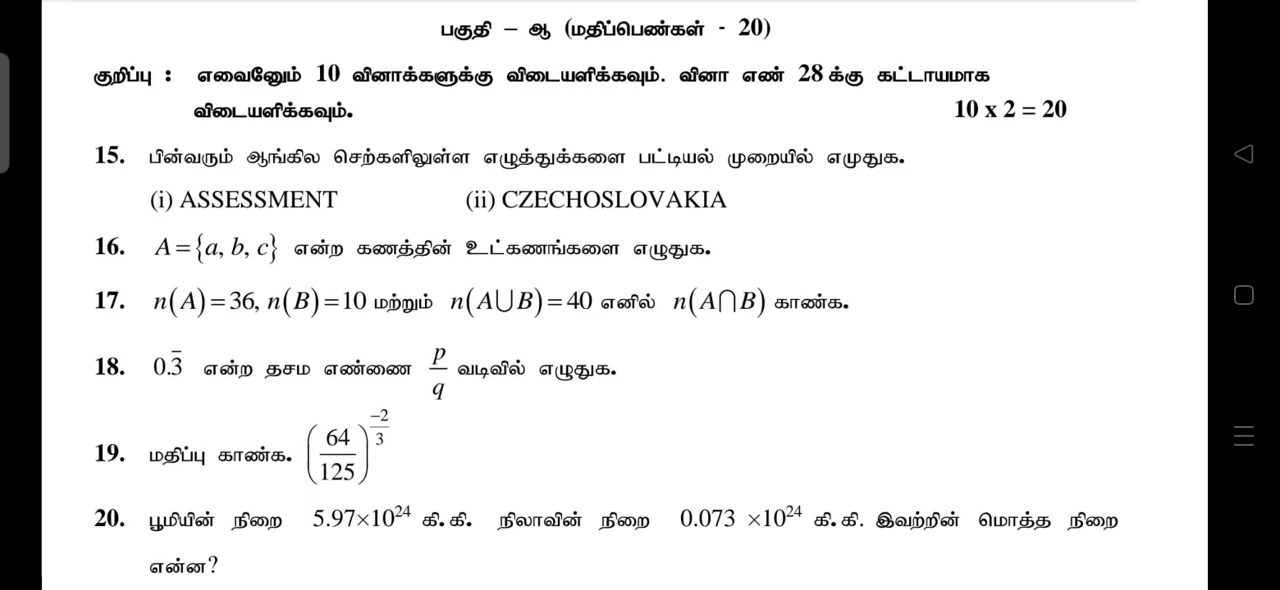 பகுதி – ஆ (மதிப்பெண்கள் - 20)
குறிப்பு : எவையேனும் 10 வினாக்களுக்கு விடையளிக்கவும். வினா எண் 28க்கு கட்டாயமாக
விடையளிக்கவும். 10 x 2 = 20
15. பின்வரும் ஆங்கில செற்களிலுள்ள எழுத்துக்களை பட்டியல் முறையில் எமுதுக.
(i) ASSESSMENT (ii) CZECHOSLOVAKIA
16. A={a, b, c} என்ற கணத்தின் உட்கணங்களை எழுதுக.
17. n(A)=36, n(B)=10 மற்றும் n(A⋃B)=40 எனில் n(A⋂B) காண்க.
18. 0.3̅ என்ற தசம எண்ணை p/q வடிவில் எழுதுக.
19. மதிப்பு காண்க. (64/125)^(-2/3)
20. பூமியின் நிறை 5.97×10²⁴ கி.கி. நிலாவின் நிறை 0.073 ×10²⁴ கி.கி. இவற்றின் மொத்த நிறை
என்ன?